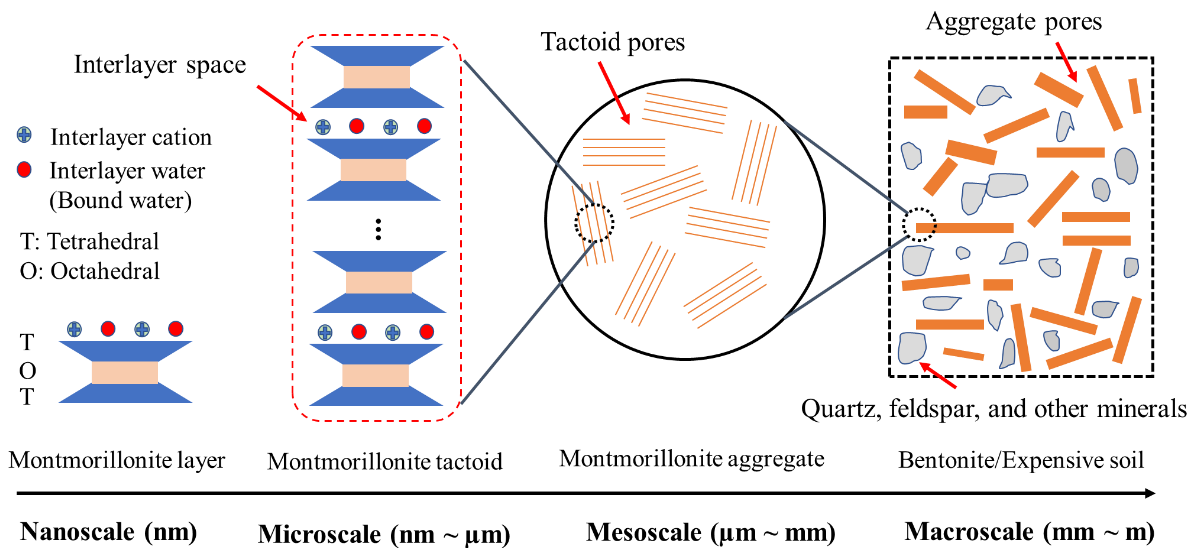 Aggregate pores
Tactoid pores
Interlayer space
Interlayer cation
Interlayer water
(Bound water)
T: Tetrahedral
O: Octahedral
T
O
T
Quartz, feldspar, and other minerals
Montmorillonite layer
Montmorillonite tactoid
Montmorillonite aggregate
Bentonite/Expensive soil
Nanoscale (nm)
Microscale (nm ~ μm)
Mesoscale (μm ~ mm)
Macroscale (mm ~ m)